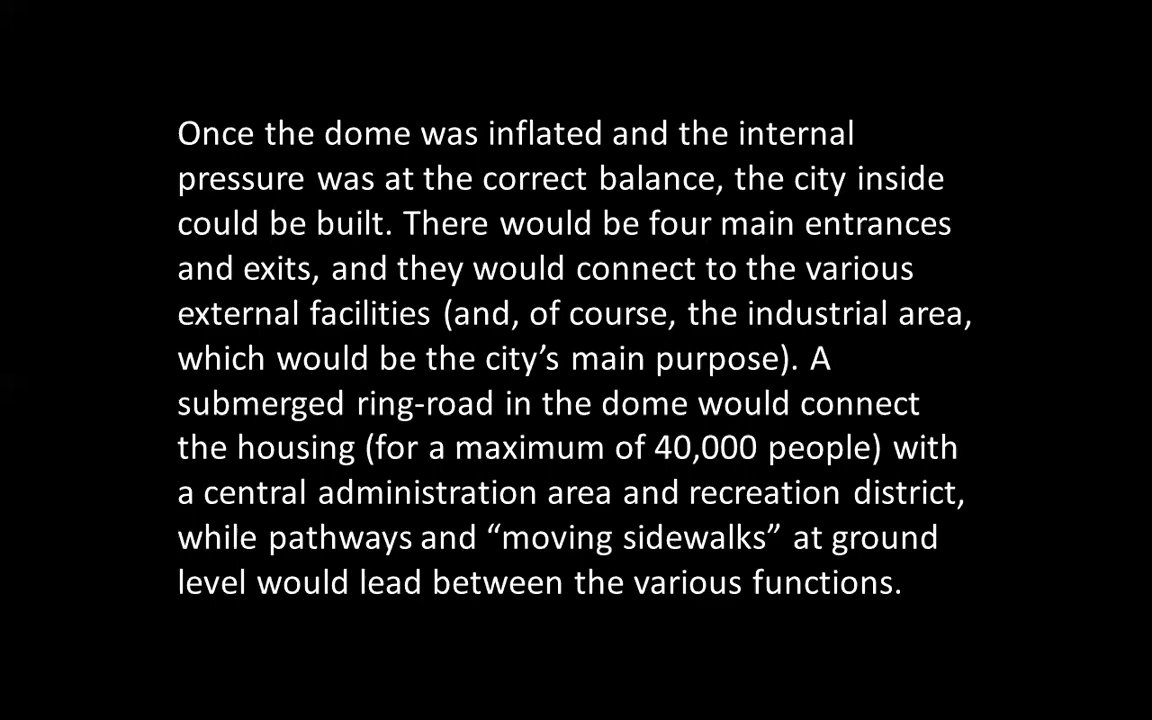 Once the dome was inflated and the internal
pressure was at the correct balance, the city inside
could be built. There would be four main entrances
and exits, and they would connect to the various
external facilities (and, of course, the industrial area,
which would be the city’s main purpose). A
submerged ring-road in the dome would connect
the housing (for a maximum of 40,000 people) with
a central administration area and recreation district,
while pathways and “moving sidewalks” at ground
level would lead between the various functions.